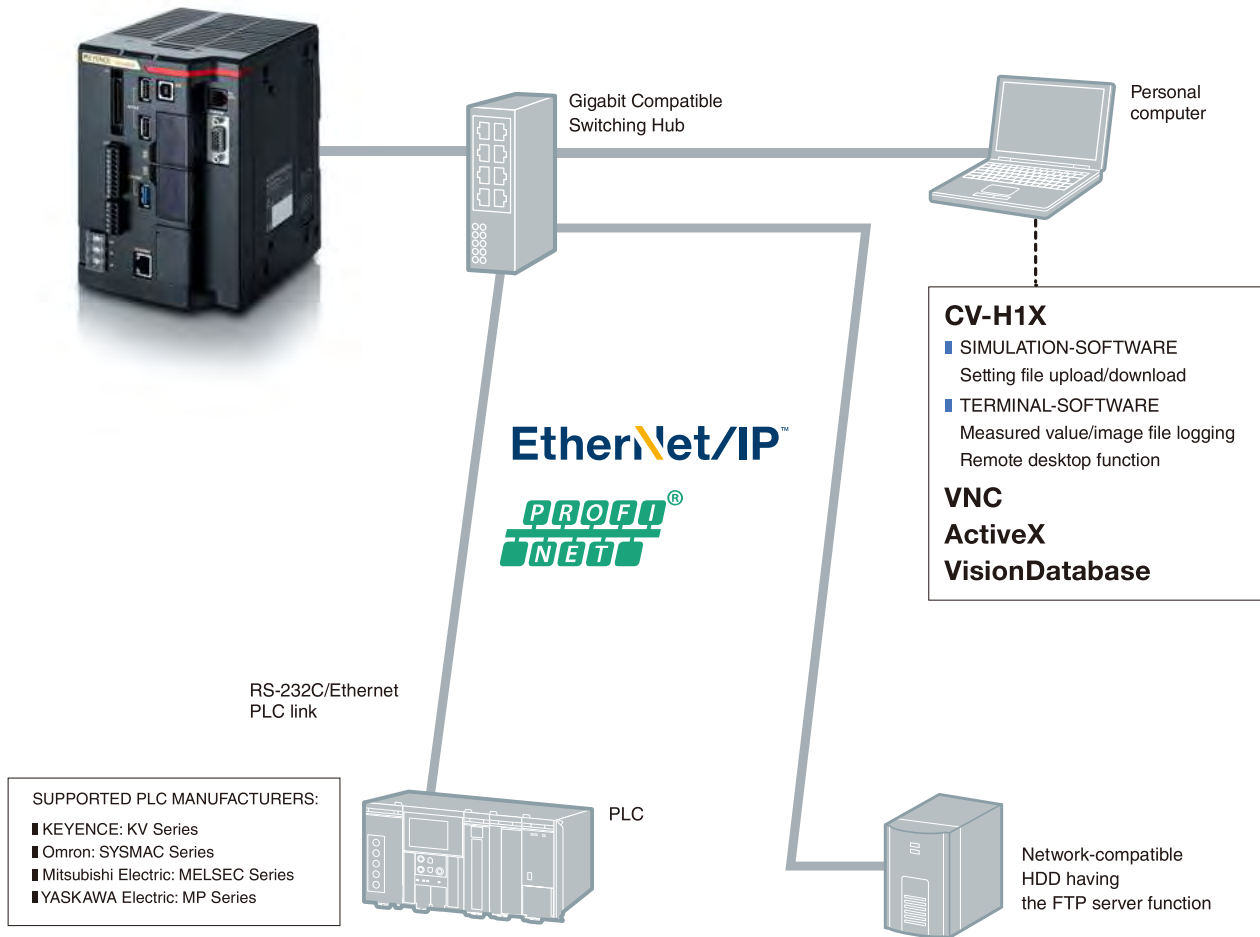 KEYENCE
Gigabit Compatible
Switching Hub
Personal
computer
CV-H1X
SIMULATION-SOFTWARE
Setting file upload/download
TERMINAL-SOFTWARE
Measured value/image file logging
Remote desktop function
VNC
ActiveX
VisionDatabase
EtherNet/IP™
PROFI®
NET
RS-232C/Ethernet
PLC link
SUPPORTED PLC MANUFACTURERS:
KEYENCE: KV Series
Omron: SYSMAC Series
Mitsubishi Electric: MELSEC Series
YASKAWA Electric: MP Series
PLC
Network-compatible
HDD having
the FTP server function